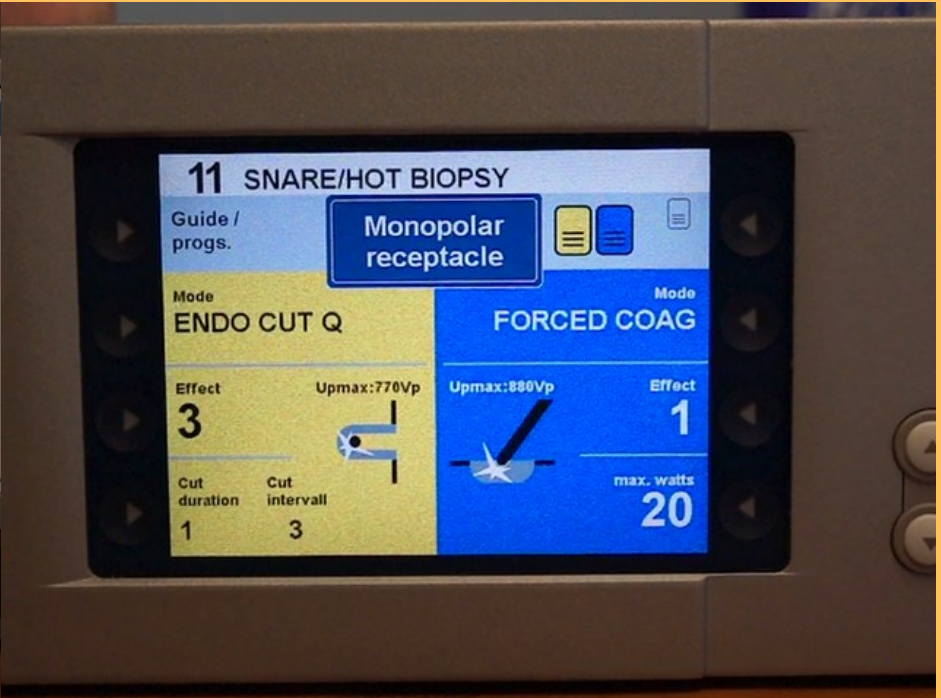 11 SNARE/HOT BIOPSY
Guide /
progs.
Monopolar
receptacle
Mode
ENDO CUT Q
Effect
3
Upmax:770Vp
Cut
duration
1
Cut
intervall
3
Mode
FORCED COAG
Upmax:880Vp
Effect
1
max. watts
20